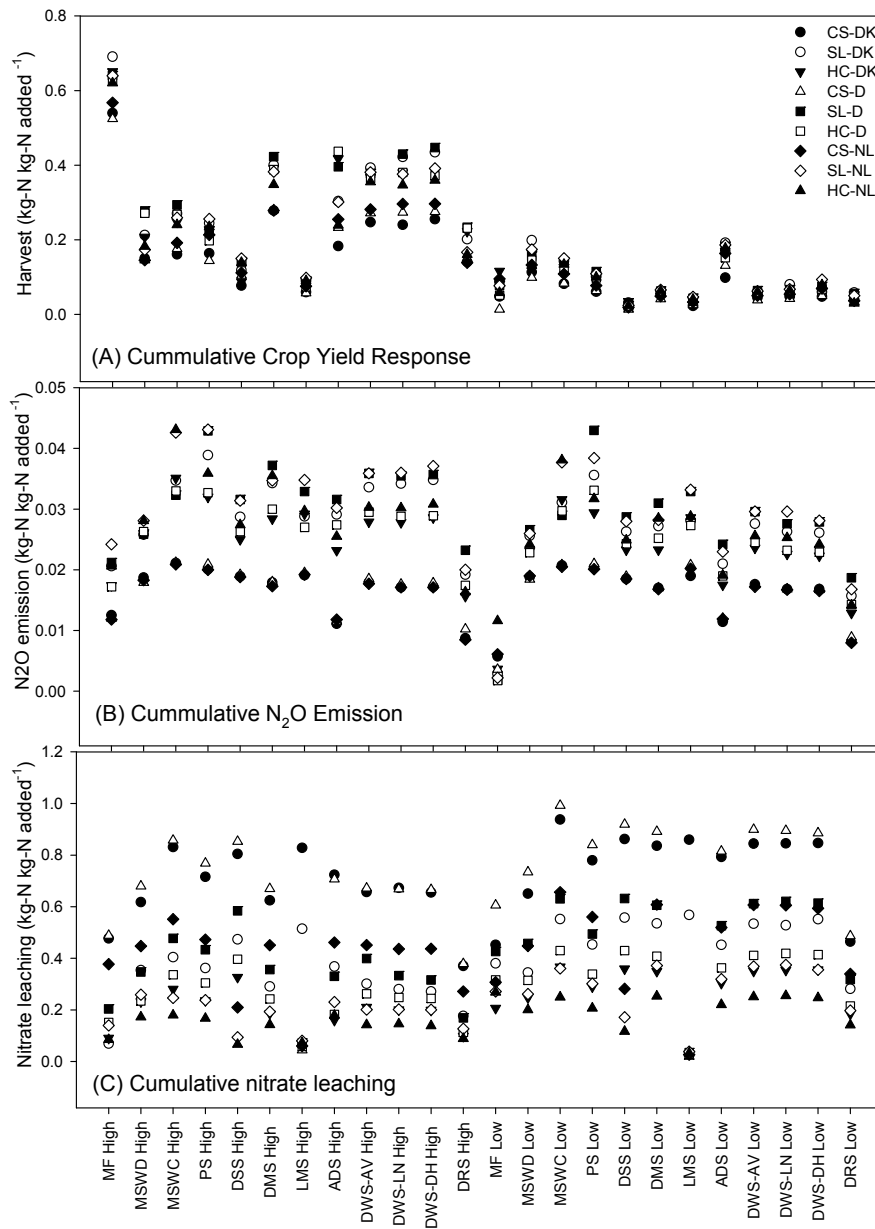 0.8
0.6
0.4
0.2
0.0
Harvest (kg-N kg-N added ⁻¹)
CS-DK
SL-DK
HC-DK
CS-D
SL-D
HC-D
CS-NL
SL-NL
HC-NL
(A) Cummulative Crop Yield Response
0.05
0.04
0.03
0.02
0.01
0.00
N2O emission (kg-N kg-N added⁻¹)
(B) Cummulative N₂O Emission
1.2
1.0
0.8
0.6
0.4
0.2
0.0
Nitrate leaching (kg-N kg-N added⁻¹)
(C) Cumulative nitrate leaching
MF High
MSWD High
MSWC High
PS High
DSS High
DMS High
LMS High
ADS High
DWS-AV High
DWS-LN High
DWS-DH High
DRS High
MF Low
MSWD Low
MSWC Low
PS Low
DSS Low
DMS Low
LMS Low
ADS Low
DWS-AV Low
DWS-LN Low
DWS-DH Low
DRS Low